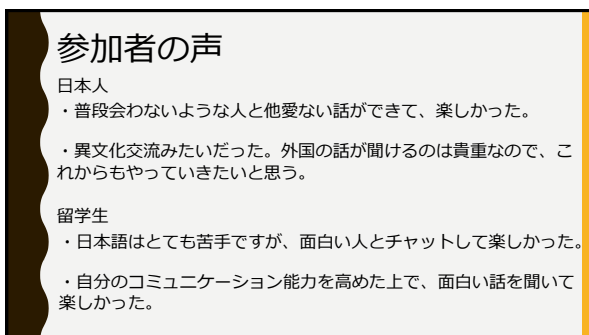 参加者の声
日本人
・普段会わないような人と他愛ない話ができて、楽しかった。
・異文化交流みたいだった。外国の話が聞けるのは貴重なので、こ
れからもやっていきたいと思う。
留学生
・日本語はとても苦手ですが、面白い人とチャットして楽しかった。
・自分のコミュニケーション能力を高めた上で、面白い話を聞いて
楽しかった。